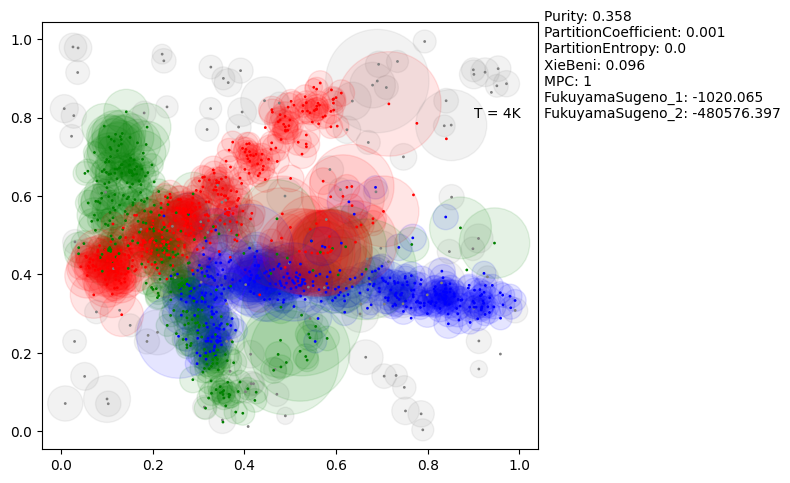 Purity: 0.358
PartitionCoefficient: 0.001
PartitionEntropy: 0.0
XieBeni: 0.096
MPC: 1
FukuyamaSugeno_1: -1020.065
FukuyamaSugeno_2: -480576.397
T = 4K
1.0
0.8
0.6
0.4
0.2
0.0
0.0 0.2 0.4 0.6 0.8 1.0